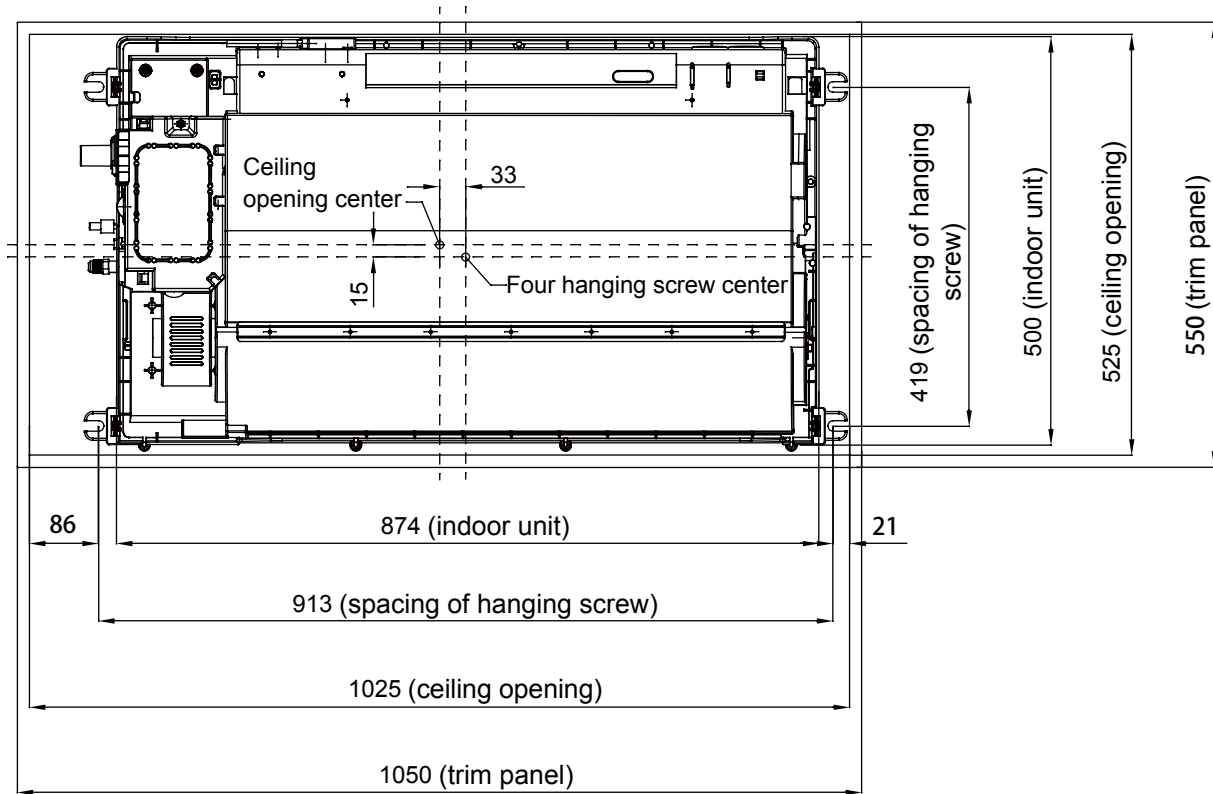 Ceiling
opening center
33
15
Four hanging screw center
419 (spacing of hanging
screw)
500 (indoor unit)
525 (ceiling opening)
550 (trim panel)
86
874 (indoor unit)
21
913 (spacing of hanging screw)
1025 (ceiling opening)
1050 (trim panel)